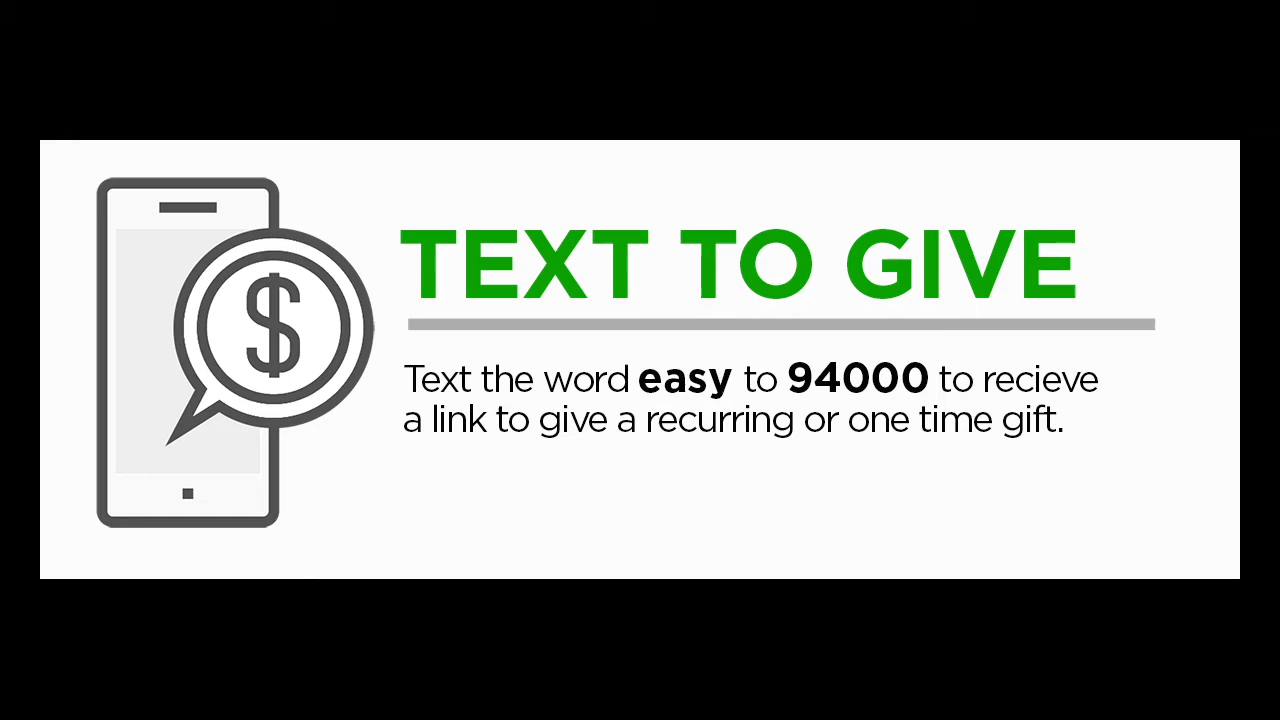 TEXT TO GIVE
Text the word easy to 94000 to recieve
a link to give a recurring or one time gift.